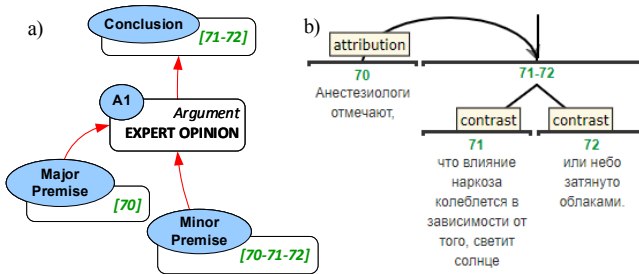 a)
Conclusion
[71-72]
A1
Argument
EXPERT OPINION
Major
Premise
[70]
Minor
Premise
[70-71-72]
b)
attribution
70
Анестезиологи
отмечают,
71-72
contrast
71
что влияние
наркоза
колеблется в
зависимости от
того, светит
солнце
contrast
72
или небо
затянуто
облаками.